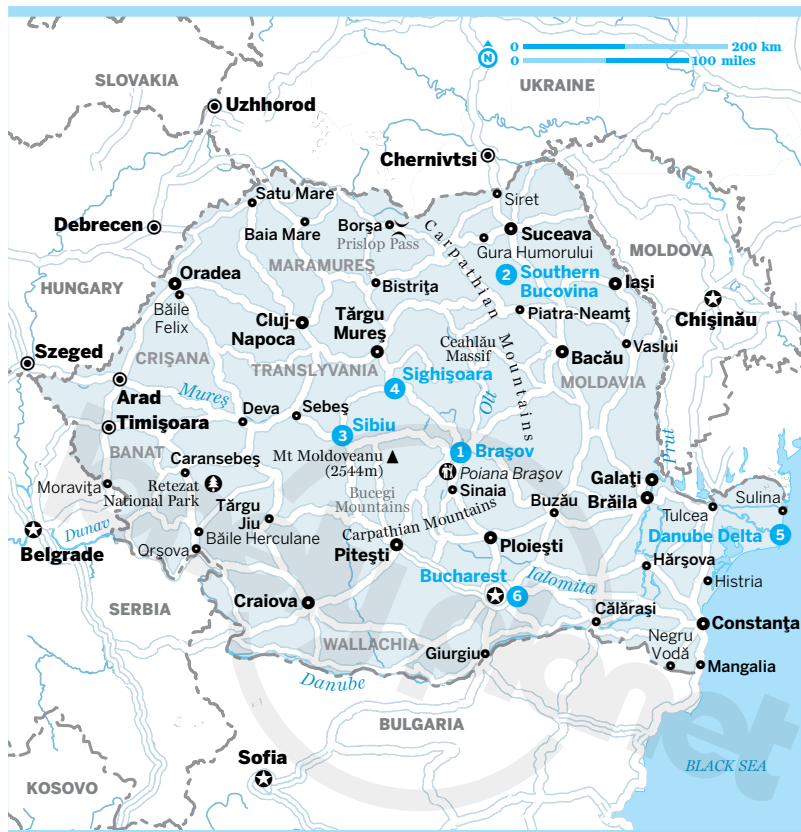 0
200 km
N
0
100 miles
SLOVAKIA
UKRAINE
Uzhhorod
Chernivtsi
Siret
Satu Mare
Debrecen
Baia Mare
Borşa
Prislop Pass
Suceava
Gura Humorului
MOLDOVA
MARAMUREŞ
Carpathian Mountains
2
Southern
Bucovina
HUNGARY
Oradea
Bistriţa
Iaşi
Băile
Felix
Cluj-
Napoca
Târgu
Mureş
Piatra-Neamţ
Chişinău
Szeged
CRIŞANA
Ceahlău
Massif
Bacău
Vaslui
TRANSLYVANIA
Sighişoara
4
MOLDAVIA
Arad
Mureş
Olt
Timişoara
Deva
Sebeş
Sibiu
3
BANAT
Mt Moldoveanu
(2544m)
1
Braşov
Prut
Caransebeş
Poiana Braşov
Moraviţa
Retezat
National Park
Galaţi
Sinaia
Brăila
Bucegi
Mountains
Buzău
Sulina
Tulcea
Târgu
Jiu
Carpathian Mountains
Dunav
Băile Herculane
Danube Delta
5
Belgrade
Orşova
Piteşti
Ploieşti
Hârşova
Bucharest
6
Ialomita
Histria
Craiova
Călăraşi
SERBIA
Constanţa
WALLACHIA
Giurgiu
Negru
Vodă
Mangalia
Danube
BULGARIA
Sofia
BLACK SEA
KOSOVO
lonely planet